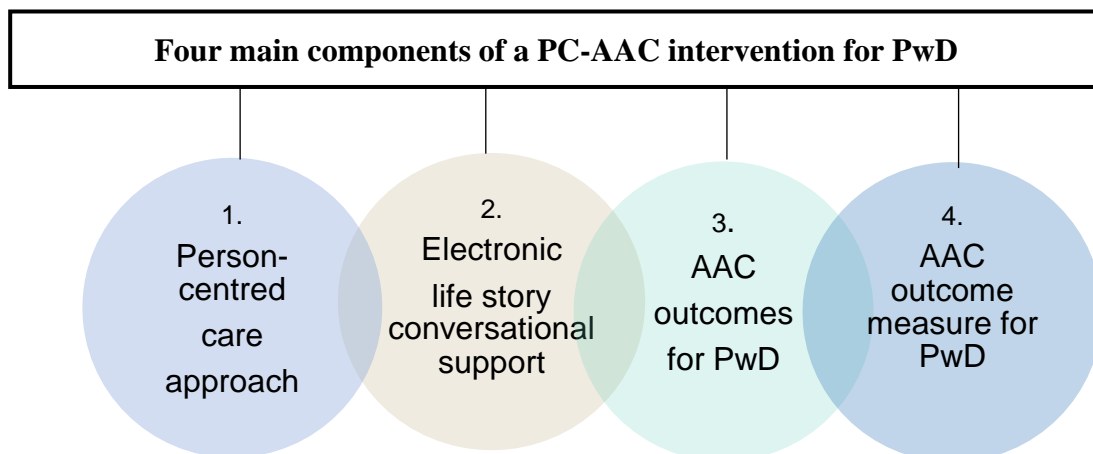 Four main components of a PC-AAC intervention for PwD
1.
Person-
centred
care
approach
2.
Electronic
life story
conversational
support
3.
AAC
outcomes
for PwD
4.
AAC
outcome
measure for
PwD